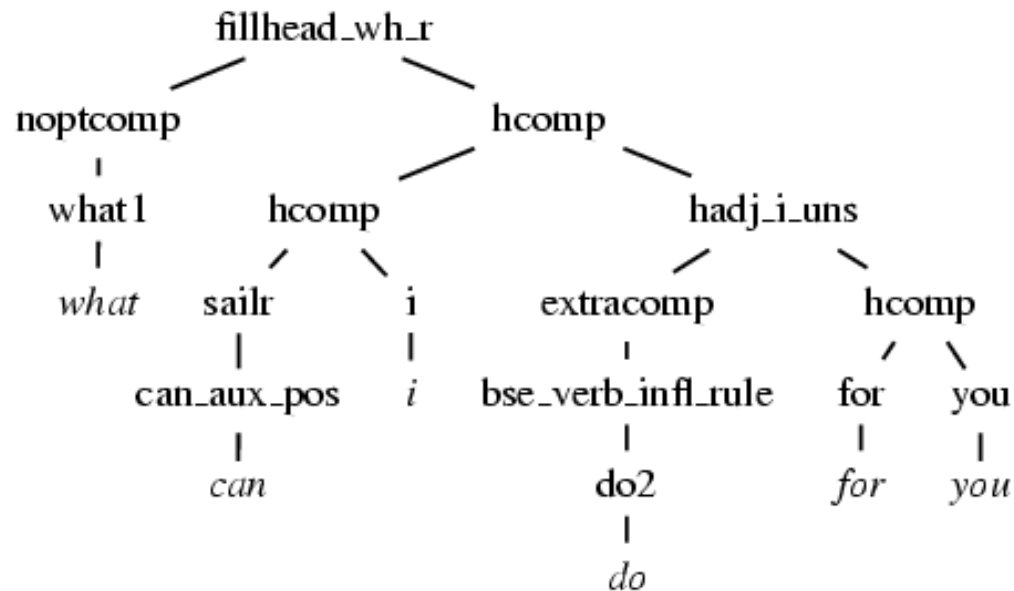 fillhead_wh_r
noptcomp hcomp
what1 hcomp hadj_i_uns
what sailr i extracomp hcomp
can_aux_pos i bse_verb_infl_rule for you
can do2 for you
do